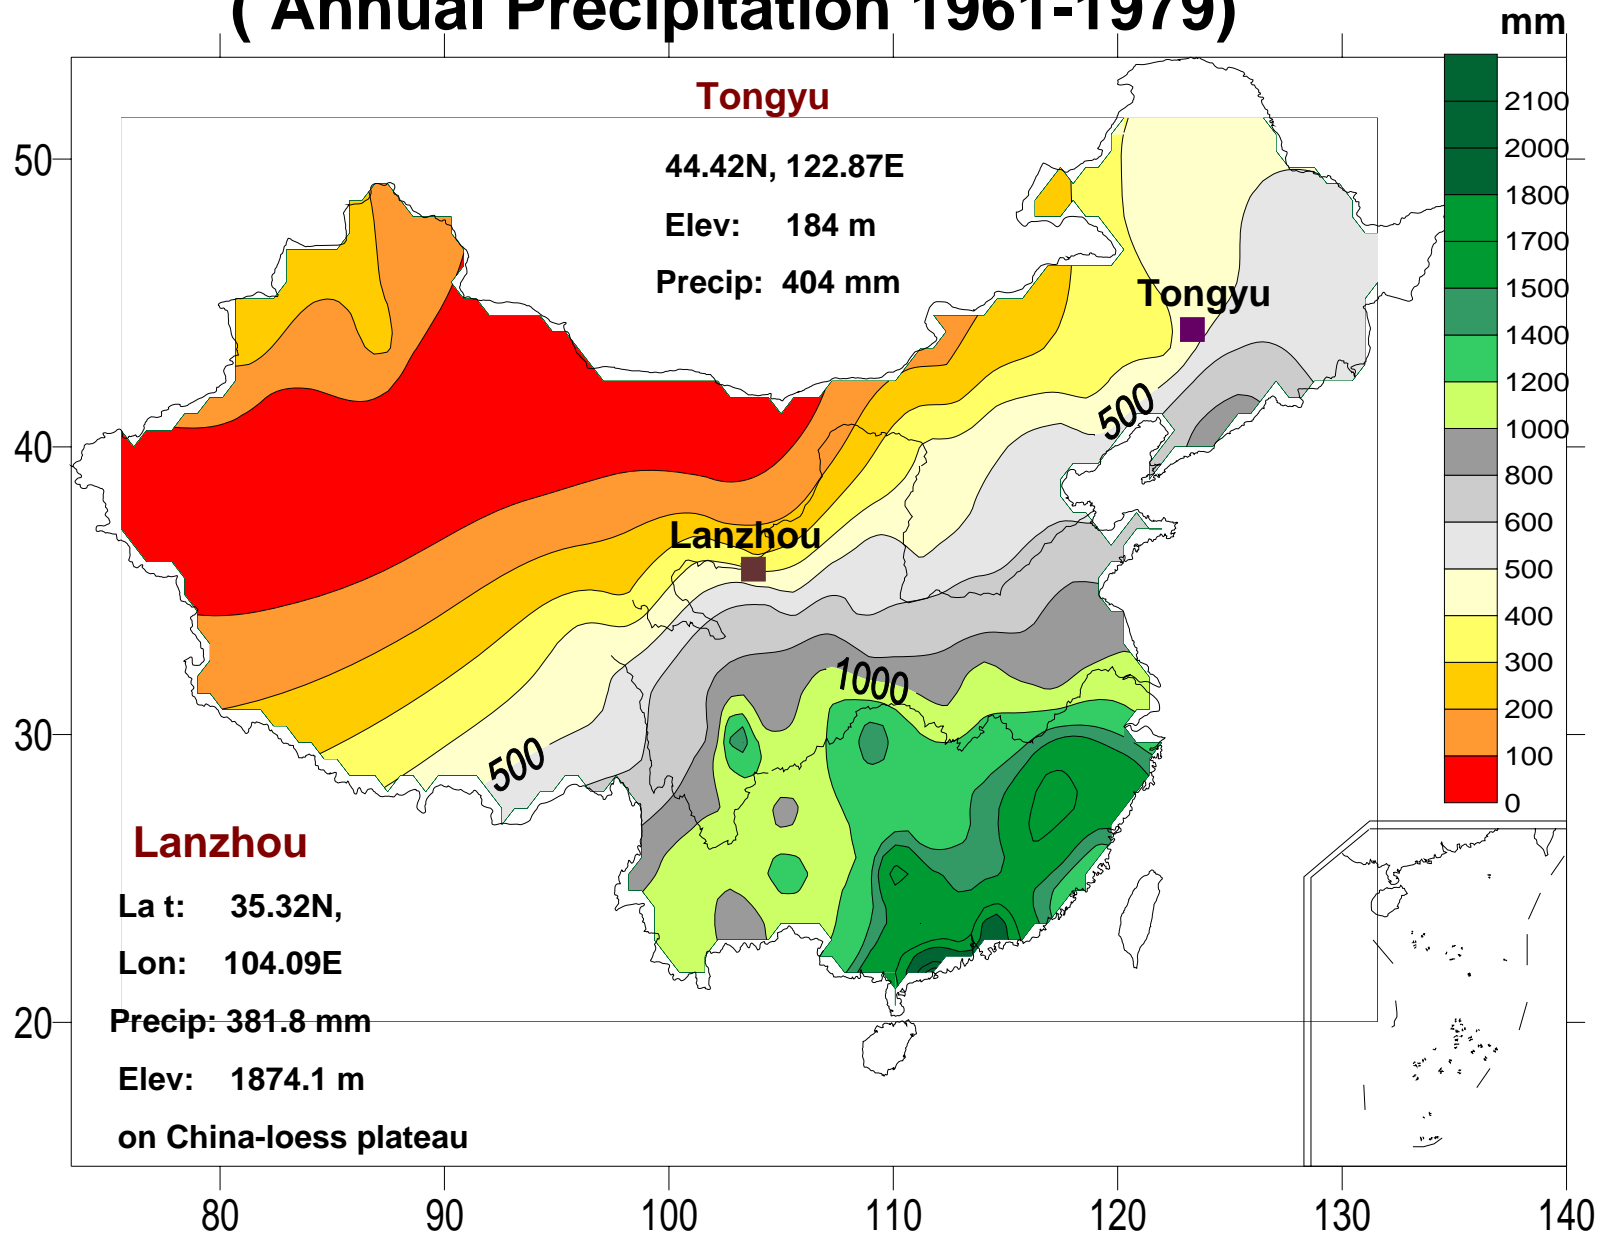 ( Annual Precipitation 1961-1979)
mm
Tongyu
44.42N, 122.87E
Elev: 184 m
Precip: 404 mm
Tongyu
Lanzhou
500
1000
500
Lanzhou
La t: 35.32N,
Lon: 104.09E
Precip: 381.8 mm
Elev: 1874.1 m
on China-loess plateau
2100
2000
1800
1700
1500
1400
1200
1000
800
600
500
400
300
200
100
0
50
40
30
20
80 90 100 110 120 130 140